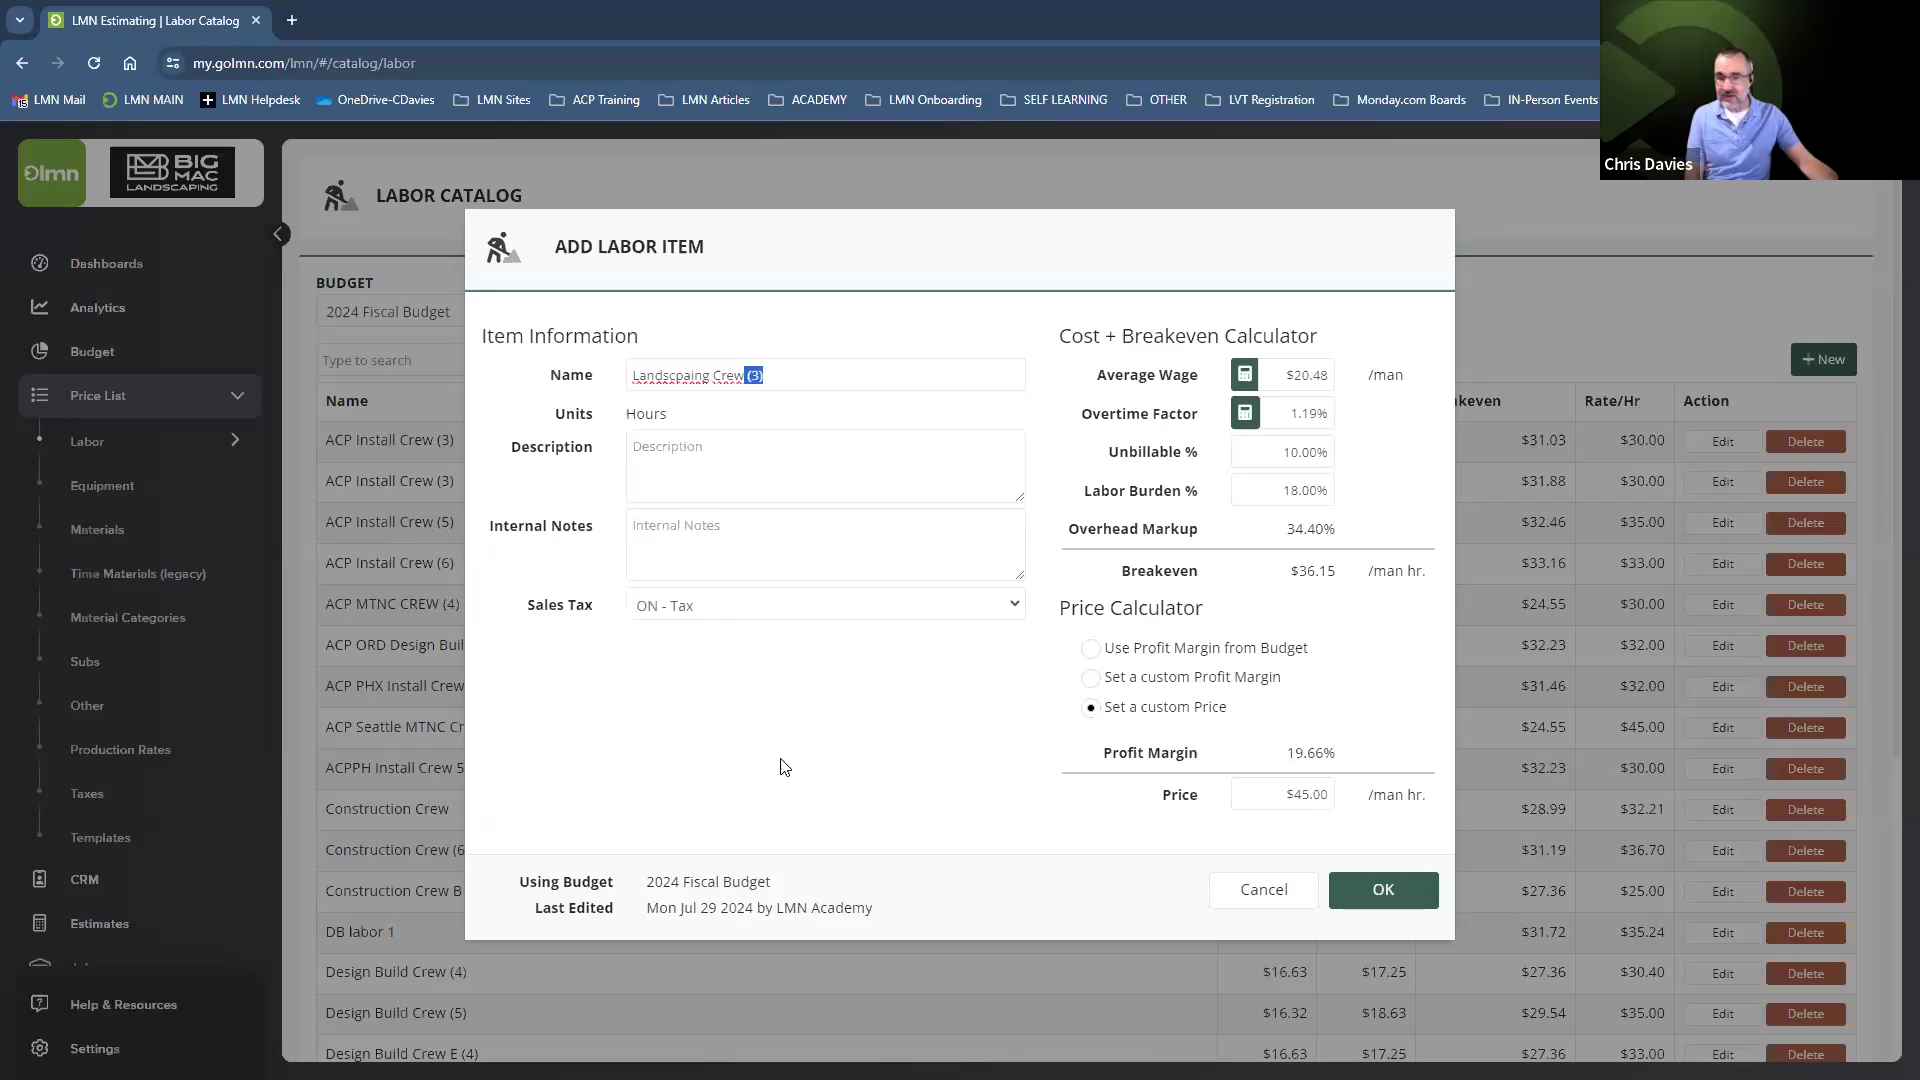 LMN Estimating | Labor Catalog
my.golmn.com/lmn/#/catalog/labor
LMN Mail
LMN MAIN
LMN Helpdesk
OneDrive-CDavies
LMN Sites
ACP Training
LMN Articles
ACADEMY
LMN Onboarding
SELF LEARNING
OTHER
LVT Registration
Monday.com Boards
IN-Person Events
Chris Davies
lmn
BIG
MAC
LANDSCAPING
Dashboards
Analytics
Budget
Price List
Labor
Equipment
Materials
Time Materials (legacy)
Material Categories
Subs
Other
Production Rates
Taxes
Templates
CRM
Estimates
Help & Resources
Settings
LABOR CATALOG
BUDGET
2024 Fiscal Budget
Type to search
+ New
Name
Rate/Hr
Action
ACP Install Crew (3)
$31.03 $30.00 Edit Delete
ACP Install Crew (3)
$31.88 $30.00 Edit Delete
ACP Install Crew (5)
$32.46 $35.00 Edit Delete
ACP Instail Crew (6)
$33.16 $33.00 Edit Delete
ACP MTNC CREW (4)
$24.55 $30.00 Edit Delete
ACP ORD Design Buil
$32.23 $35.00 Edit Delete
ACP PHX Install Crew
$31.46 $32.00 Edit Delete
ACP Seattle MTNC Cr
$24.55 $45.00 Edit Delete
ACPPH Install Crew 5
$32.23 $30.00 Edit Delete
Construction Crew
$28.99 $32.21 Edit Delete
Construction Crew (6
$31.19 $36.70 Edit Delete
Construction Crew B
$27.36 $25.00 Edit Delete
DB labor 1
$31.72 $35.24 Edit Delete
Design Build Crew (4) $16.63 $17.25 $27.36 $30.40 Edit Delete
Design Build Crew (5) $16.32 $18.63 $29.54 $35.00 Edit Delete
Design Build Crew E (4) $16.63 $17.25 $27.36 $33.00 Edit Delete
ADD LABOR ITEM
Item Information
Name Landscpaing Crew (3)
Units Hours
Description Description
Internal Notes Internal Notes
Sales Tax ON - Tax
Cost + Breakeven Calculator
Average Wage $20.48 /man
Overtime Factor 1.19%
Unbillable % 10.00%
Labor Burden % 18.00%
Overhead Markup 34.40%
Breakeven $36.15 /man hr.
Price Calculator
Use Profit Margin from Budget
Set a custom Profit Margin
Set a custom Price
Profit Margin 19.66%
Price $45.00 /man hr.
Using Budget 2024 Fiscal Budget
Last Edited Mon Jul 29 2024 by LMN Academy
Cancel
OK